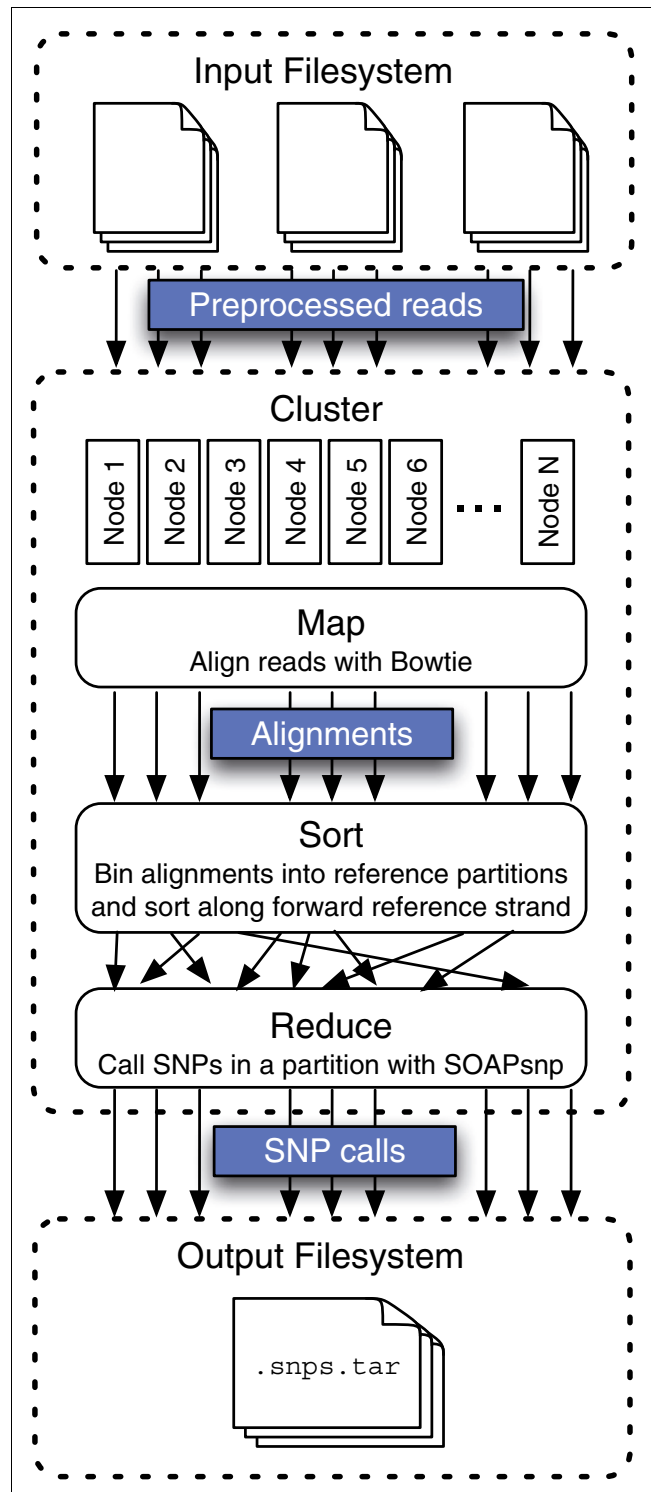 Input Filesystem
Preprocessed reads
Cluster
Node 1
Node 2
Node 3
Node 4
Node 5
Node 6
...
Node N
Map
Align reads with Bowtie
Alignments
Sort
Bin alignments into reference partitions
and sort along forward reference strand
Reduce
Call SNPs in a partition with SOAPsnp
SNP calls
Output Filesystem
.snps.tar